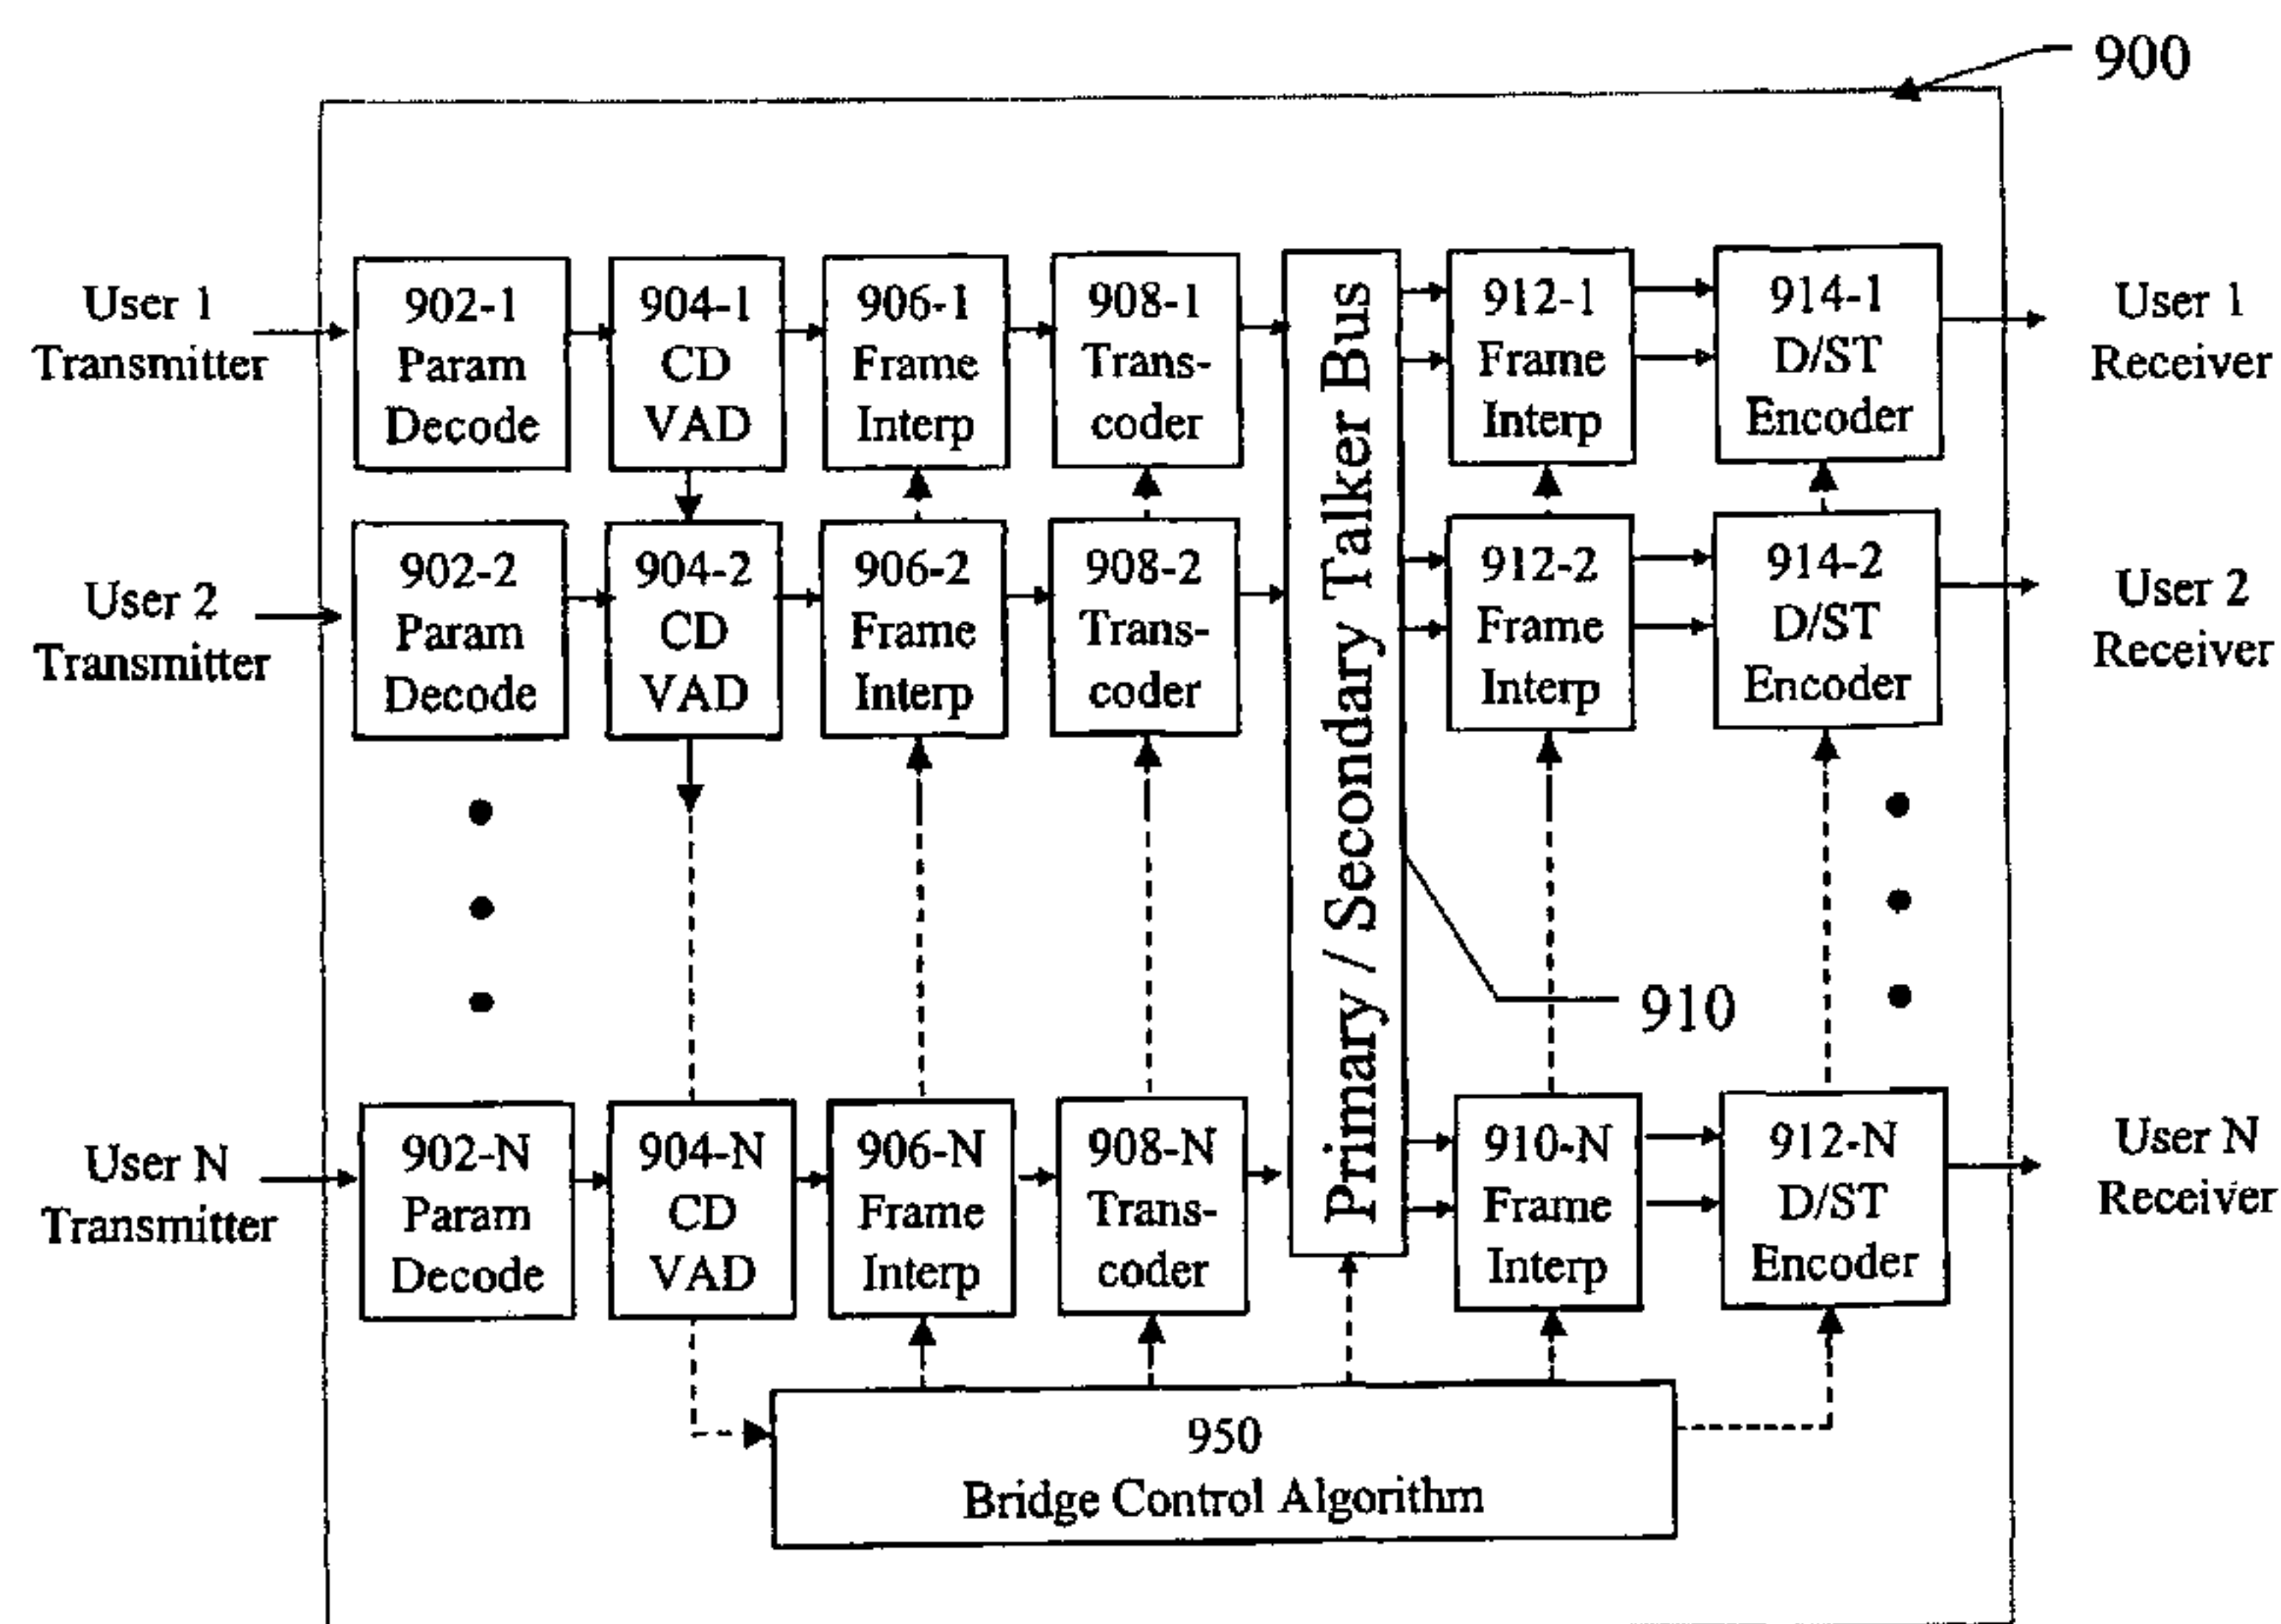 900
User 1
Transmitter
902-1
Param
Decode
904-1
CD
VAD
906-1
Frame
Interp
908-1
Trans-
coder
Primary / Secondary Talker Bus
912-1
Frame
Interp
914-1
D/ST
Encoder
User 1
Receiver
User 2
Transmitter
902-2
Param
Decode
904-2
CD
VAD
906-2
Frame
Interp
908-2
Trans-
coder
912-2
Frame
Interp
914-2
D/ST
Encoder
User 2
Receiver
910
User N
Transmitter
902-N
Param
Decode
904-N
CD
VAD
906-N
Frame
Interp
908-N
Trans-
coder
910-N
Frame
Interp
912-N
D/ST
Encoder
User N
Receiver
950
Bridge Control Algorithm